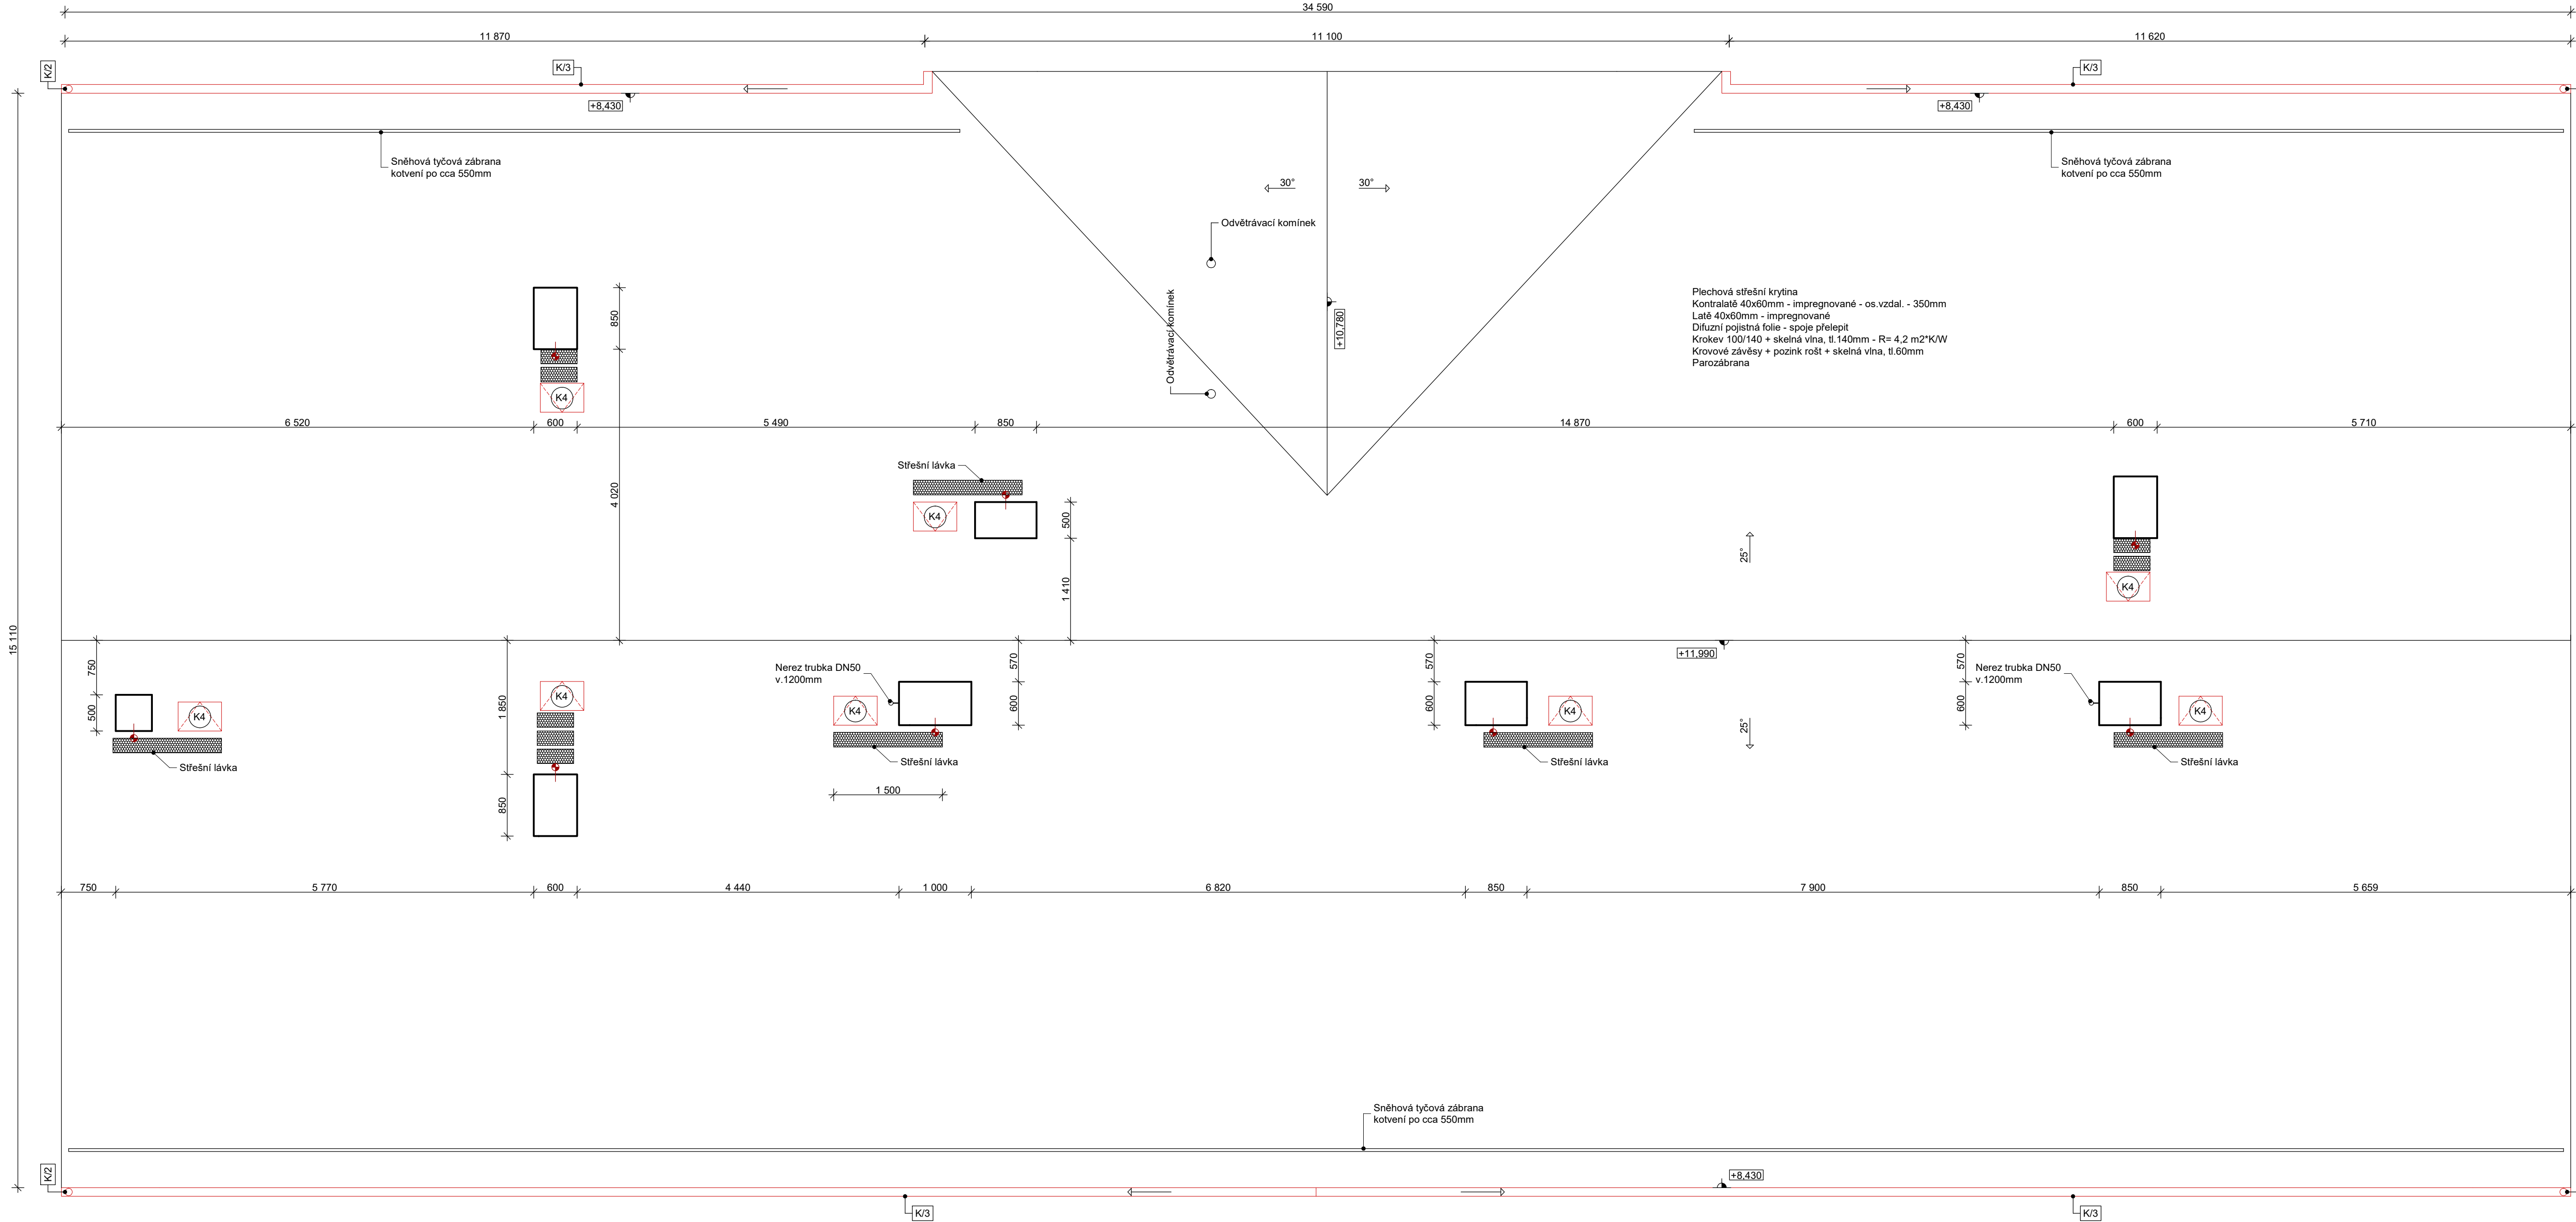 34 590
11 870
11 100
11 620
K/2
K/3
K/3
+8,430
+8,430
Sněhová tyčová zábrana
kotvení po cca 550mm
Sněhová tyčová zábrana
kotvení po cca 550mm
30°
30°
Odvětrávací komínek
Odvětrávací komínek
+10,780
Plechová střešní krytina
Kontralatě 40x60mm - impregnované - os.vzdal. - 350mm
Latě 40x60mm - impregnované
Difuzní pojistná folie - spoje přelepit
Krokev 100/140 + skelná vlna, tl.140mm - R= 4,2 m2*K/W
Krovové závěsy + pozink rošt + skelná vlna, tl.60mm
Parozábrana
850
K4
6 520
600
5 490
850
14 870
600
5 710
4 020
Střešní lávka
K4
500
1 410
25°
K4
15 110
+11,990
750
500
K4
Střešní lávka
1 850
K4
850
Nerez trubka DN50
v.1200mm
K4
570
600
Střešní lávka
1 500
570
600
K4
Střešní lávka
25°
570
600
Nerez trubka DN50
v.1200mm
K4
Střešní lávka
750
5 770
600
4 440
1 000
6 820
850
7 900
850
5 659
Sněhová tyčová zábrana
kotvení po cca 550mm
K/2
+8,430
K/3
K/3